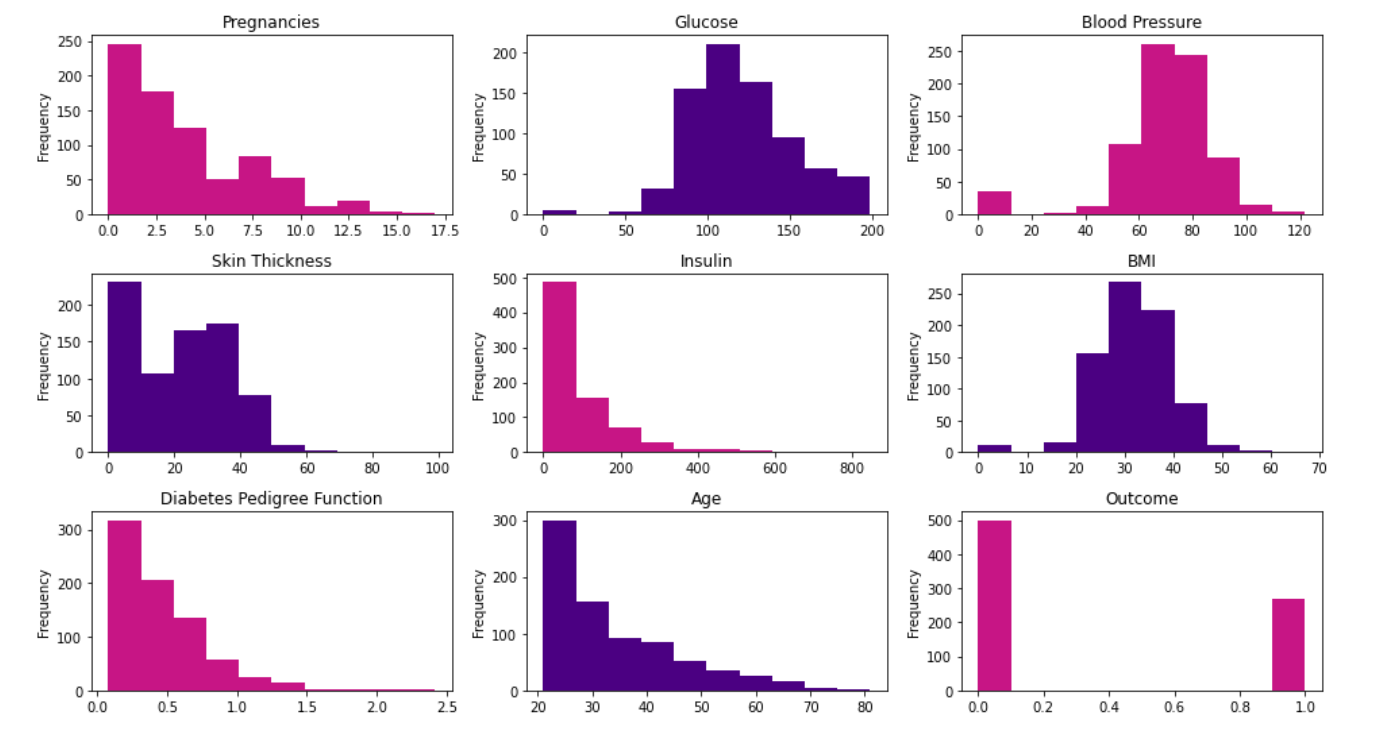 Pregnancies
Glucose
Blood Pressure
Frequency
250
200
150
100
50
0
0.0 2.5 5.0 7.5 10.0 12.5 15.0 17.5
Frequency
200
150
100
50
0
0 50 100 150 200
Frequency
250
200
150
100
50
0
0 20 40 60 80 100 120
Skin Thickness
Insulin
BMI
Frequency
200
150
100
50
0
0 20 40 60 80 100
Frequency
500
400
300
200
100
0
0 200 400 600 800
Frequency
250
200
150
100
50
0
0 10 20 30 40 50 60 70
Diabetes Pedigree Function
Age
Outcome
Frequency
300
200
100
0
0.0 0.5 1.0 1.5 2.0 2.5
Frequency
300
200
100
0
20 30 40 50 60 70 80
Frequency
500
400
300
200
100
0
0.0 0.2 0.4 0.6 0.8 1.0